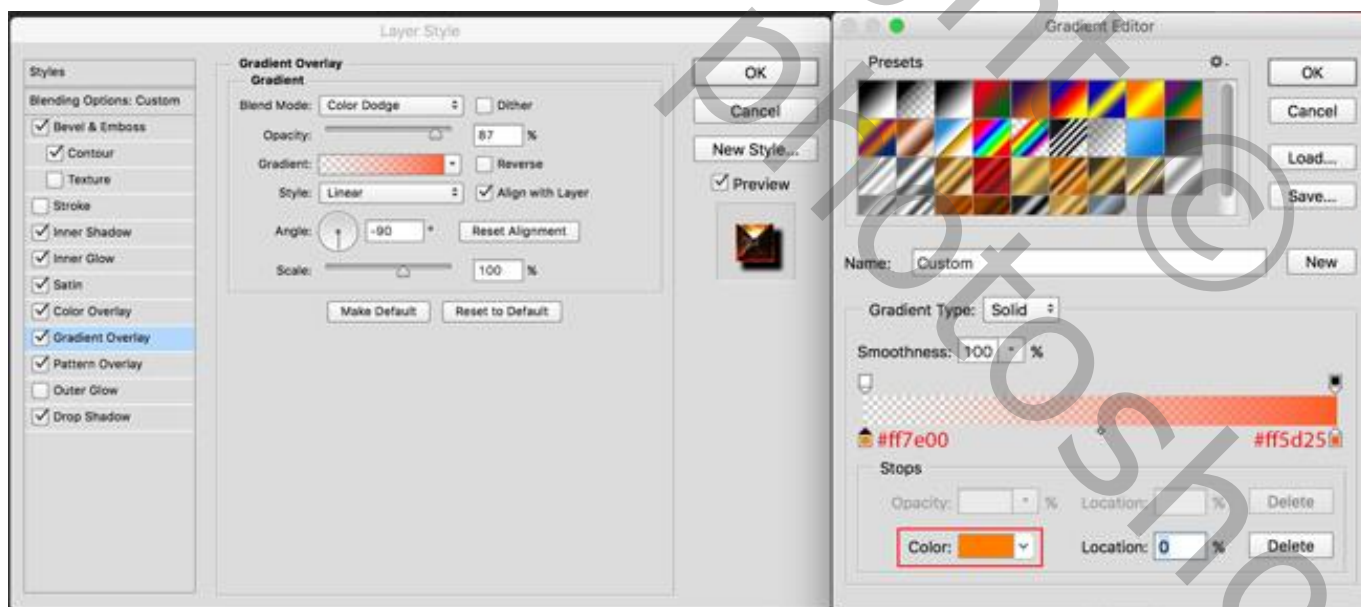 Layer Style
Styles
Blending Options: Custom
Bevel & Emboss
Contour
Texture
Stroke
Inner Shadow
Inner Glow
Satin
Color Overlay
Gradient Overlay
Pattern Overlay
Outer Glow
Drop Shadow
Gradient Overlay
Gradient
Blend Mode: Color Dodge Dither
Opacity: 87 %
Gradient: Reverse
Style: Linear Align with Layer
Angle: -90 ° Reset Alignment
Scale: 100 %
Make Default Reset to Default
OK
Cancel
New Style...
Preview
Gradient Editor
Presets
OK
Cancel
Load...
Save...
Name: Custom New
Gradient Type: Solid
Smoothness: 100 %
#ff7e00 #ff5d25
Stops
Opacity: % Location: % Delete
Color: Location: 0 % Delete
©